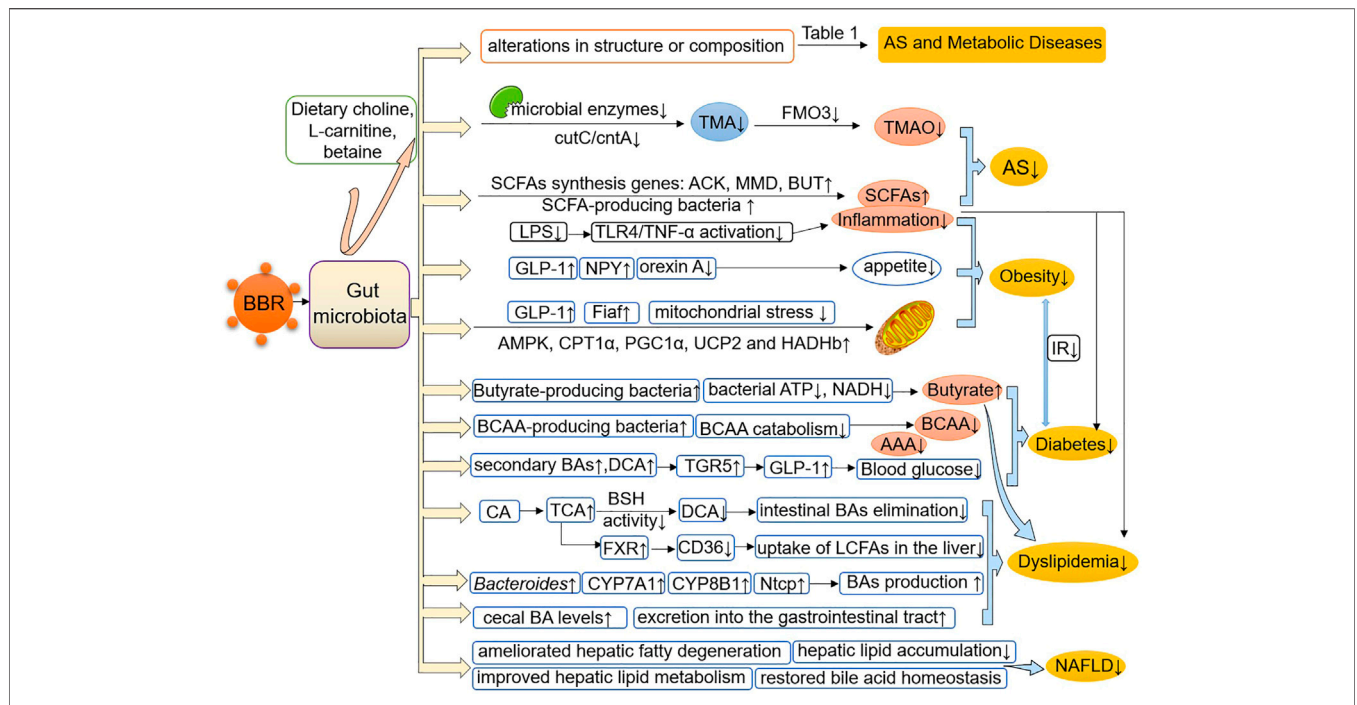 alterations in structure or composition
Table 1
AS and Metabolic Diseases
Dietary choline,
L-carnitine,
betaine
microbial enzymes↓
cutC/cntA↓
TMA↓
FMO3↓
TMAO↓
AS↓
SCFAs synthesis genes: ACK, MMD, BUT↑
SCFA-producing bacteria ↑
SCFAs↑
Inflammation↓
LPS↓
TLR4/TNF-α activation↓
GLP-1↑
NPY↑
orexin A↓
appetite↓
Obesity↓
BBR
Gut
microbiota
GLP-1↑
Fiaf↑
mitochondrial stress ↓
AMPK, CPT1α, PGC1α, UCP2 and HADHb↑
IR↓
Butyrate-producing bacteria↑
bacterial ATP↓, NADH↓
Butyrate↑
BCAA-producing bacteria↑
BCAA catabolism↓
BCAA↓
AAA↓
Diabetes↓
secondary BAs↑,DCA↑
TGR5↑
GLP-1↑
Blood glucose↓
CA
TCA↑
BSH
activity↓
DCA↓
intestinal BAs elimination↓
FXR↑
CD36↓
uptake of LCFAs in the liver↓
Dyslipidemia↓
Bacteroides↑
CYP7A1↑
CYP8B1↑
Ntcp↑
BAs production ↑
cecal BA levels↑
excretion into the gastrointestinal tract↑
ameliorated hepatic fatty degeneration
hepatic lipid accumulation↓
NAFLD↓
improved hepatic lipid metabolism
restored bile acid homeostasis